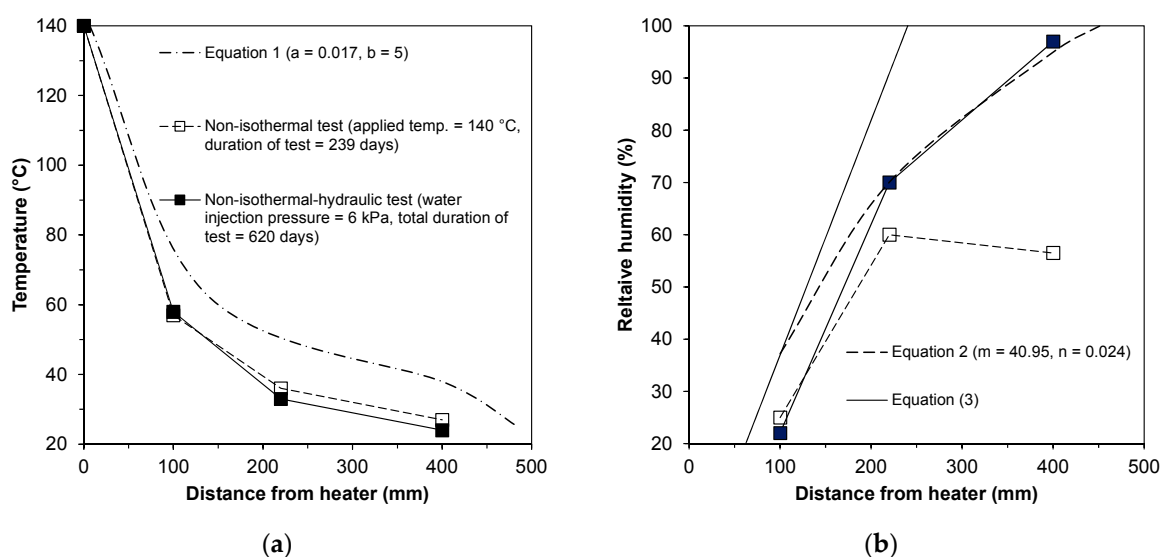 140
120
100
80
60
40
20
0
100
200
300
400
500
Temperature (°C)
Distance from heater (mm)
Equation 1 (a = 0.017, b = 5)
Non-isothermal test (applied temp. = 140 °C,
duration of test = 239 days)
Non-isothermal-hydraulic test (water
injection pressure = 6 kPa, total duration of
test = 620 days)
(a)
100
90
80
70
60
50
40
30
20
0
100
200
300
400
500
Reltaive humidity (%)
Distance from heater (mm)
Equation 2 (m = 40.95, n = 0.024)
Equation (3)
(b)